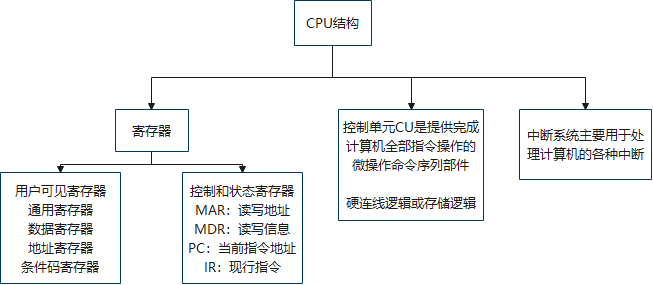 CPU结构
寄存器
控制单元CU是提供完成
计算机全部指令操作的
微操作命令序列部件
硬连线逻辑或存储逻辑
中断系统主要用于处
理计算机的各种中断
用户可见寄存器
通用寄存器
数据寄存器
地址寄存器
条件码寄存器
控制和状态寄存器
MAR：读写地址
MDR：读写信息
PC：当前指令地址
IR：现行指令